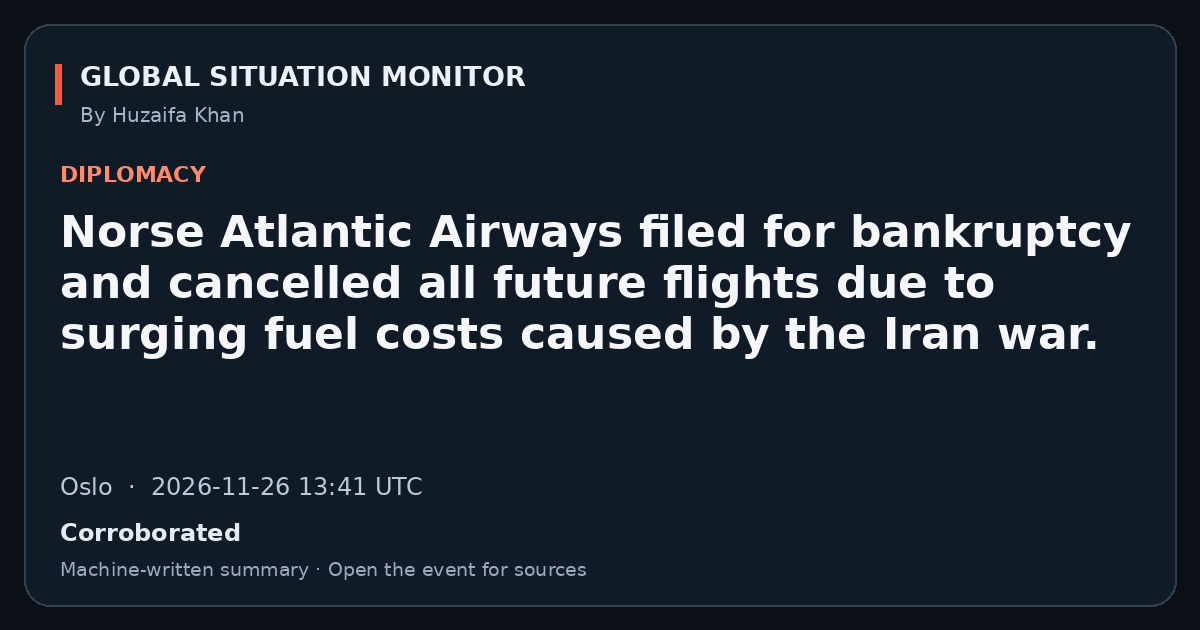 GLOBAL SITUATION MONITOR
By Huzaifa Khan
DIPLOMACY
Norse Atlantic Airways filed for bankruptcy
and cancelled all future flights due to
surging fuel costs caused by the Iran war.
Oslo · 2026-11-26 13:41 UTC
Corroborated
Machine-written summary · Open the event for sources